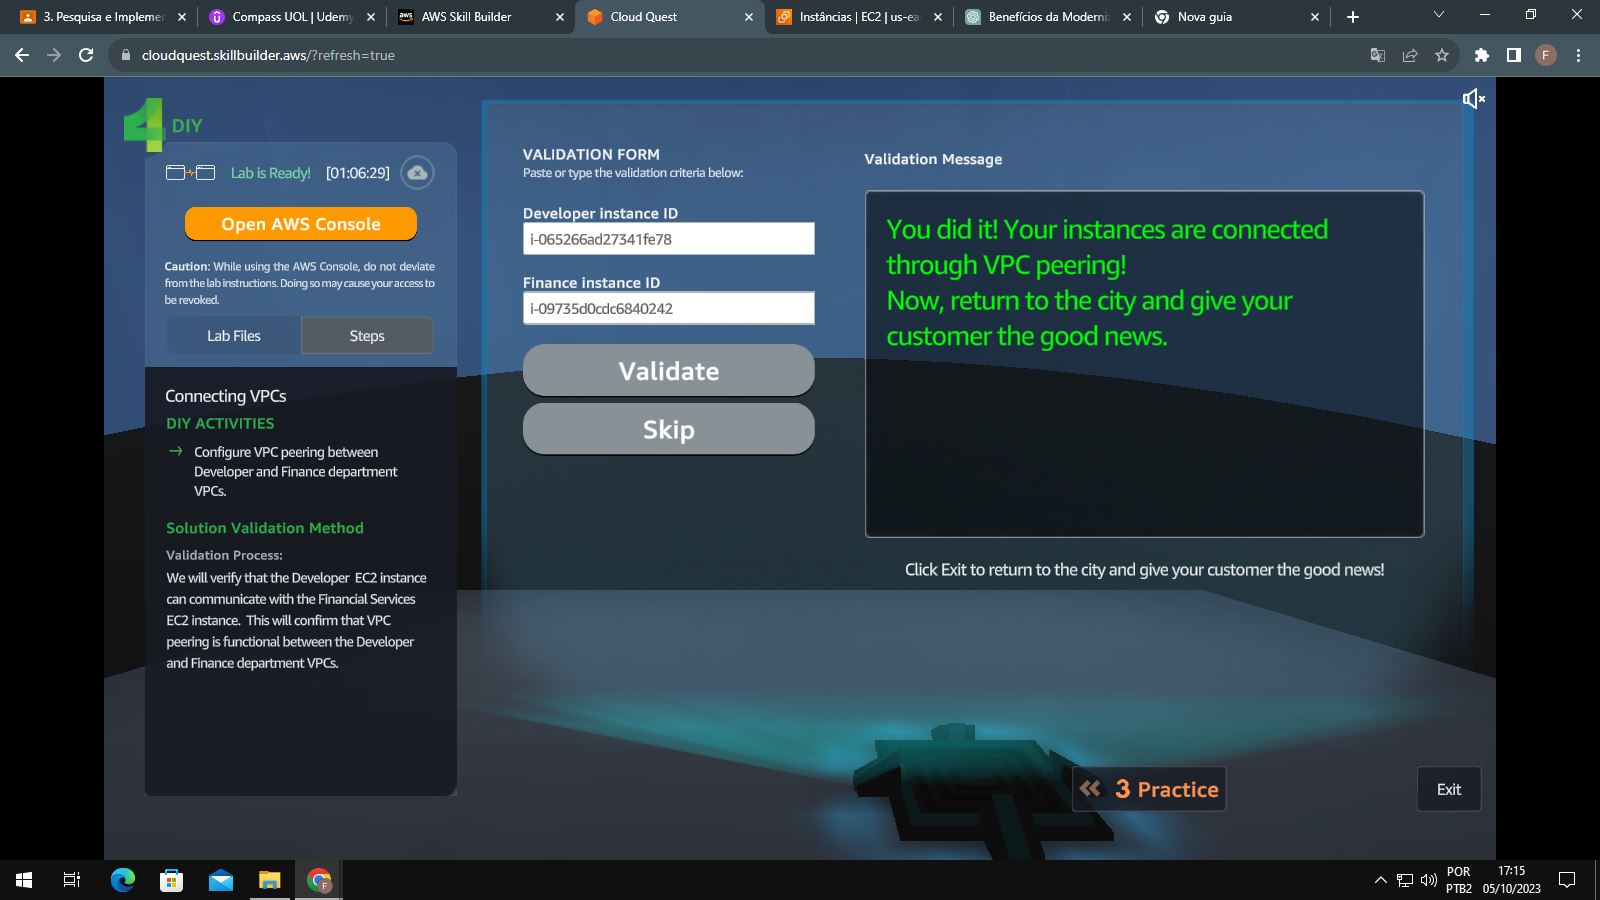 3. Pesquisa e Implemen
Compass UOL | Udemy
AWS Skill Builder
Cloud Quest
Instâncias | EC2 | us-ea
Benefícios da Moderniz
Nova guia
cloudquest.skillbuilder.aws/?refresh=true
F
4 DIY
Lab is Ready! [01:06:29]
Open AWS Console
Caution: While using the AWS Console, do not deviate
from the lab instructions. Doing so may cause your access to
be revoked.
Lab Files
Steps
Connecting VPCs
DIY ACTIVITIES
→ Configure VPC peering between
Developer and Finance department
VPCs.
Solution Validation Method
Validation Process:
We will verify that the Developer EC2 instance
can communicate with the Financial Services
EC2 instance. This will confirm that VPC
peering is functional between the Developer
and Finance department VPCs.
VALIDATION FORM
Paste or type the validation criteria below:
Developer instance ID
i-065266ad27341fe78
Finance instance ID
i-09735d0cdc6840242
Validate
Skip
Validation Message
You did it! Your instances are connected
through VPC peering!
Now, return to the city and give your
customer the good news.
Click Exit to return to the city and give your customer the good news!
« 3 Practice
Exit
POR
PTB2
17:15
05/10/2023